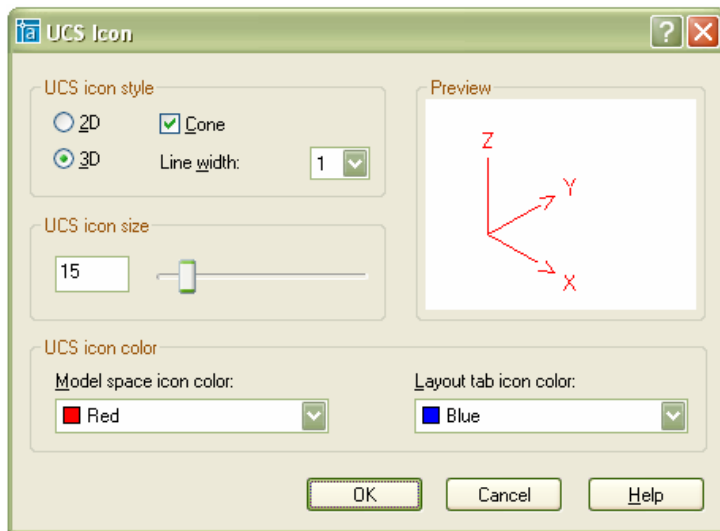 UCS Icon
UCS icon style
2D
Cone
3D
Line width:
1
UCS icon size
15
Preview
Z
Y
X
UCS icon color
Model space icon color:
Red
Layout tab icon color:
Blue
OK
Cancel
Help